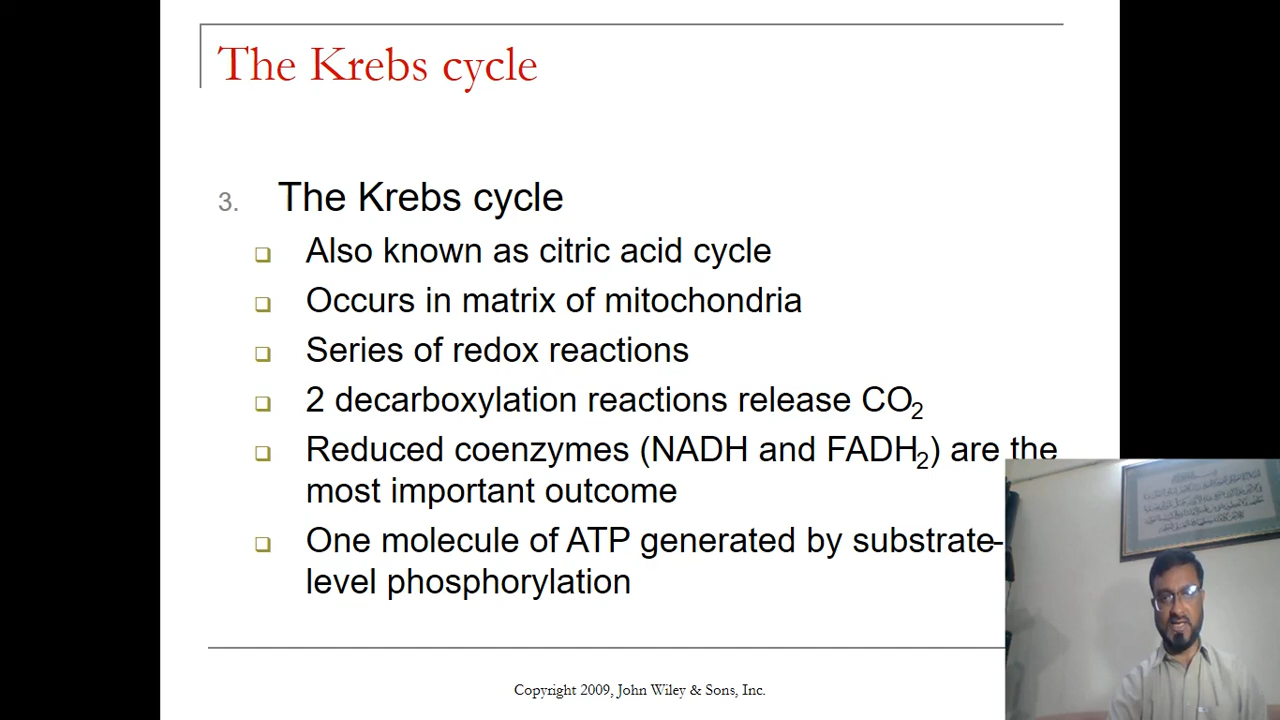 The Krebs cycle
3. The Krebs cycle
❑ Also known as citric acid cycle
❑ Occurs in matrix of mitochondria
❑ Series of redox reactions
❑ 2 decarboxylation reactions release CO₂
❑ Reduced coenzymes (NADH and FADH₂) are the
most important outcome
❑ One molecule of ATP generated by substrate-
level phosphorylation
Copyright 2009, John Wiley & Sons, Inc.